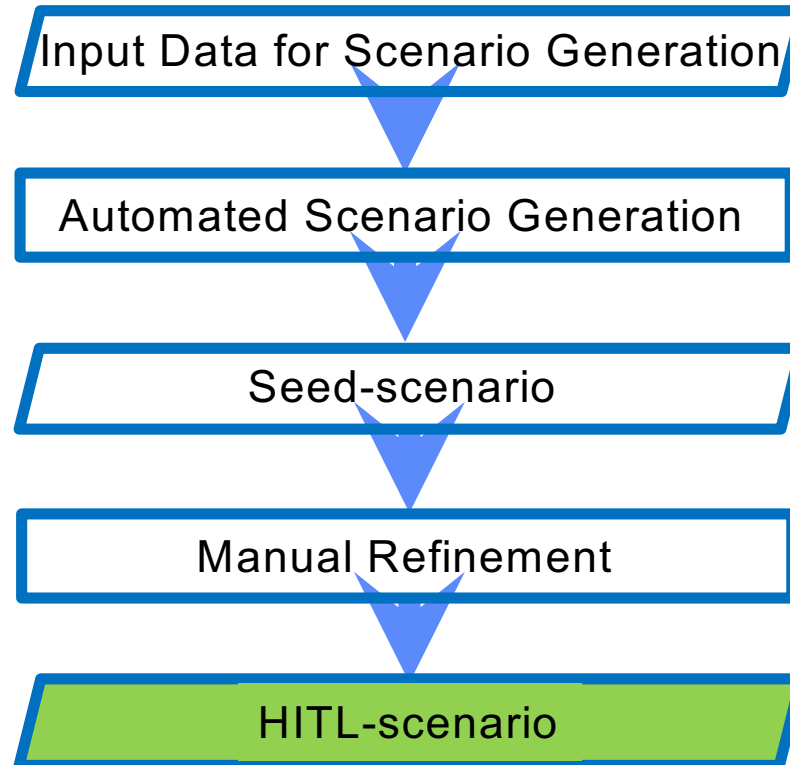 Input Data for Scenario Generation
Automated Scenario Generation
Seed-scenario
Manual Refinement
HITL-scenario